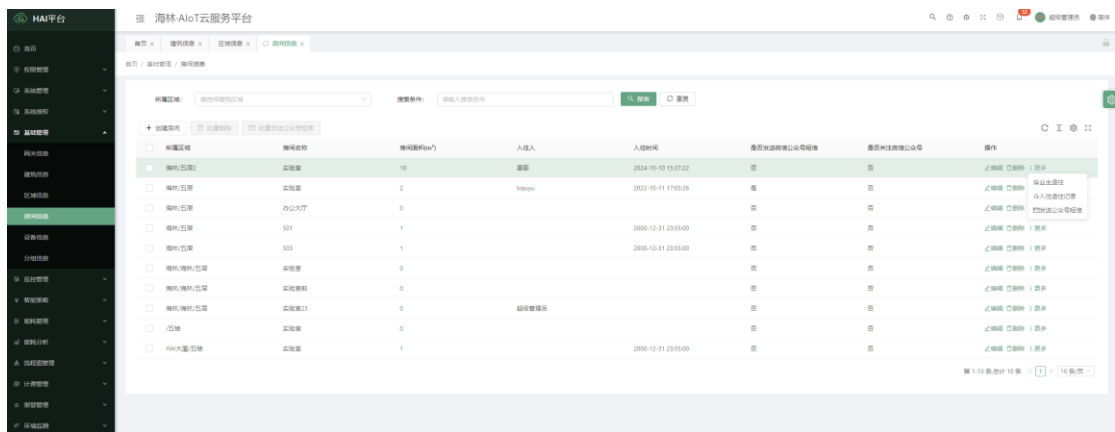 HAI平台
海林·AIoT云服务平台
32
超级管理员
简体
首页
权限管理
系统管理
系统授权
基础管理
网关信息
建筑信息
区域信息
房间信息
设备信息
分组信息
监控管理
智能策略
能耗管理
能耗分析
流程图管理
计费管理
报警管理
环境监测
首页 × 建筑信息 × 区域信息 × 房间信息 ×
首页 / 基础管理 / 房间信息
所属区域: 请选择建筑区域 搜索条件: 请输入搜索条件 搜索 重置
+ 创建房间 批量删除 批量发送公众号短信
所属区域 房间名称 房间面积(m²) 入住人 入住时间 是否发送微信公众号短信 是否关注微信公众号 操作
海林/五层2 实验室 10 2024-10-10 15:37:22 否 否 编辑 删除 更多
海林/五层 实验室 2 2022-10-11 17:03:26 是 否 编辑 删除
海林/五层 办公大厅 0 否 否 编辑 删除
海林/五层 501 1 2000-12-31 23:55:00 否 否 编辑 删除 更多
海林/五层 503 1 2000-12-31 23:55:00 否 否 编辑 删除 更多
海林/海林/五层 实验室 0 否 否 编辑 删除 更多
海林/海林/五层 0 否 否 编辑 删除 更多
海林/海林/五层 实验室23 0 超级管理员 否 否 编辑 删除 更多
/五楼 实验室 0 否 否 编辑 删除 更多
HAI大厦/五楼 实验室 1 2000-12-31 23:55:00 否 否 编辑 删除 更多
企业主退住
入住退住记录
发送公众号短信
第 1-10 条,总计 10 条 < 1 > 10 条/页